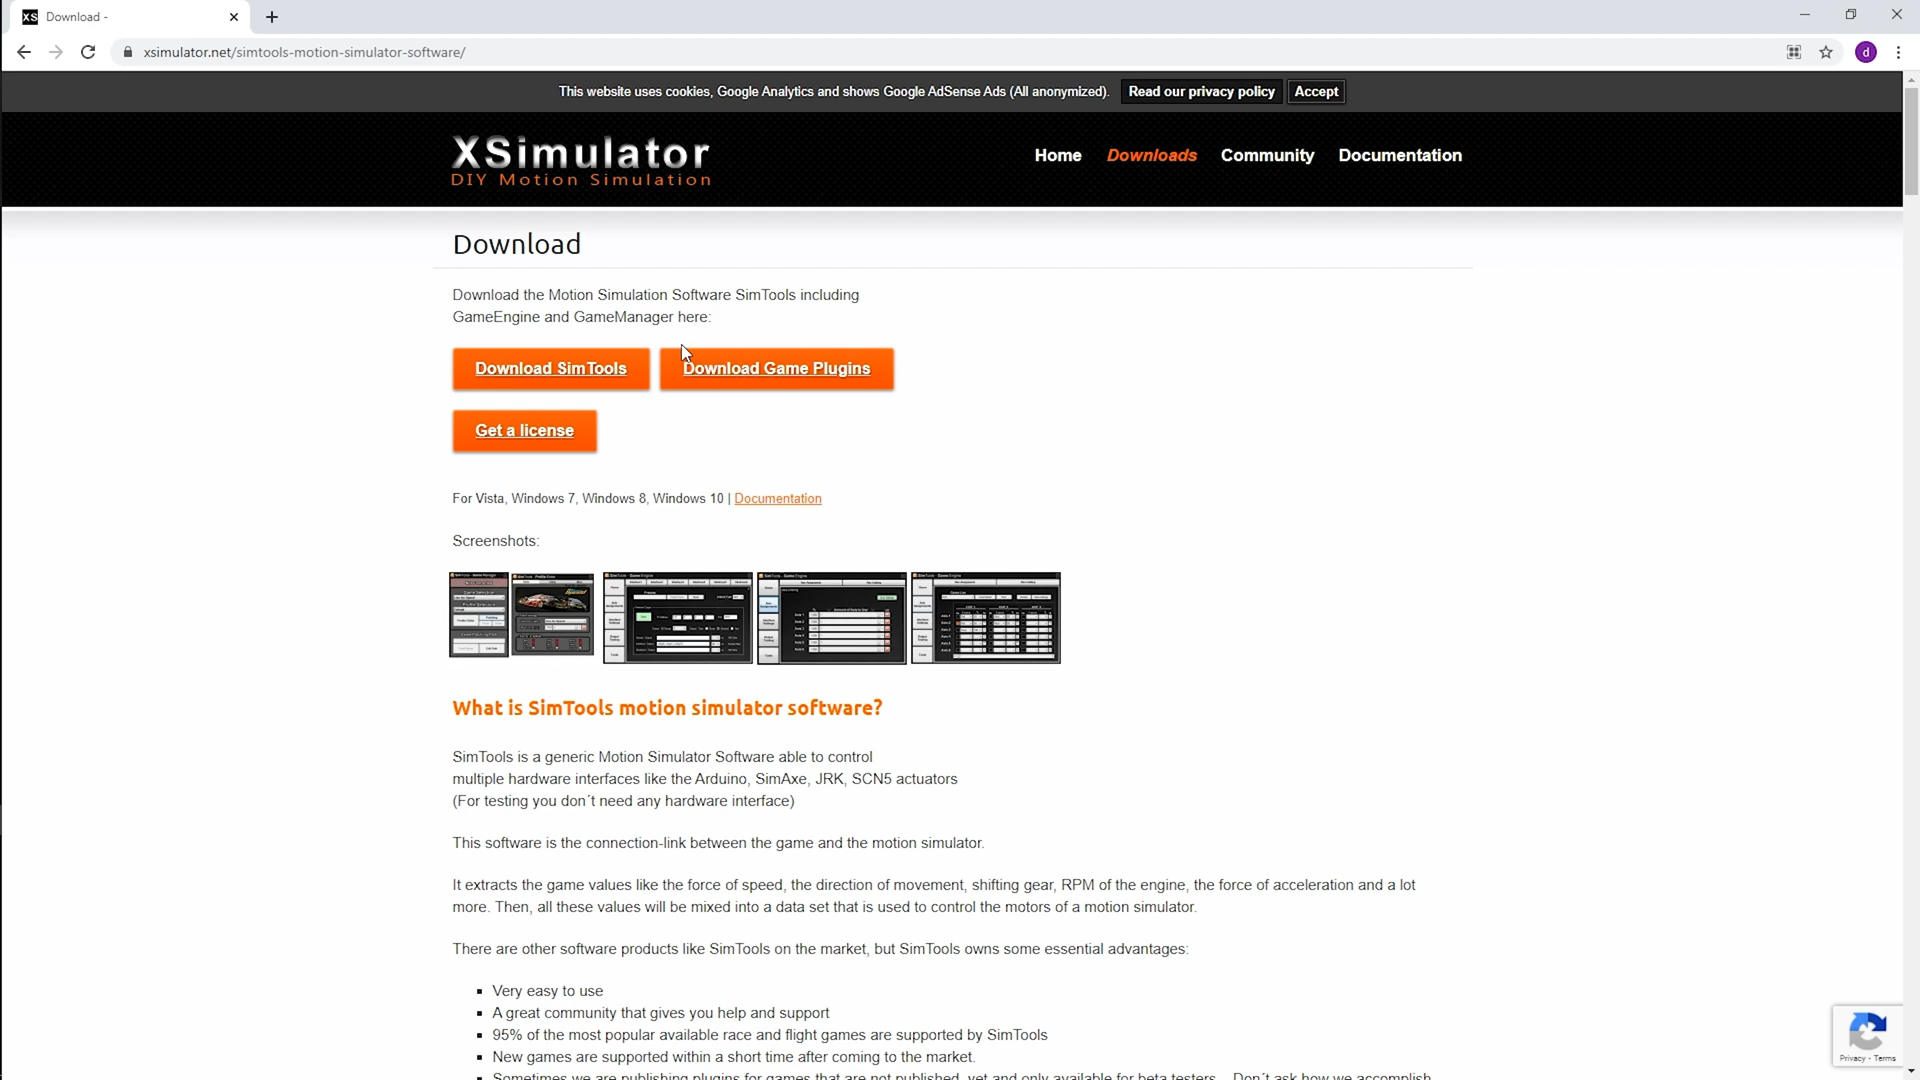 XS Download -
xsimulator.net/simtools-motion-simulator-software/
d
This website uses cookies, Google Analytics and shows Google AdSense Ads (All anonymized). Read our privacy policy Accept
XSimulator
DIY Motion Simulation
Home Downloads Community Documentation
Download
Download the Motion Simulation Software SimTools including
GameEngine and GameManager here:
Download SimTools Download Game Plugins
Get a license
For Vista, Windows 7, Windows 8, Windows 10 | Documentation
Screenshots:
What is SimTools motion simulator software?
SimTools is a generic Motion Simulator Software able to control
multiple hardware interfaces like the Arduino, SimAxe, JRK, SCN5 actuators
(For testing you don´t need any hardware interface)
This software is the connection-link between the game and the motion simulator.
It extracts the game values like the force of speed, the direction of movement, shifting gear, RPM of the engine, the force of acceleration and a lot
more. Then, all these values will be mixed into a data set that is used to control the motors of a motion simulator.
There are other software products like SimTools on the market, but SimTools owns some essential advantages:
Very easy to use
A great community that gives you help and support
95% of the most popular available race and flight games are supported by SimTools
New games are supported within a short time after coming to the market.
Sometimes we are publishing plugins for games that are not published, yet and only available for beta testers... Don´t ask how we accomplish
Privacy - Terms